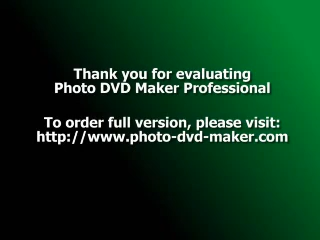 Thank you for evaluating
Photo DVD Maker Professional
To order full version, please visit:
http://www.photo-dvd-maker.com